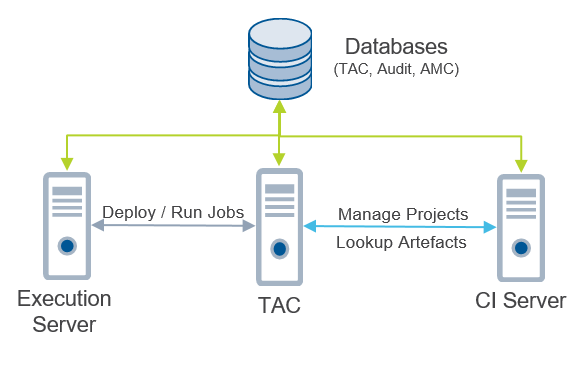 Databases
(TAC, Audit, AMC)
Deploy / Run Jobs
Manage Projects
Lookup Artefacts
Execution
Server
TAC
CI Server